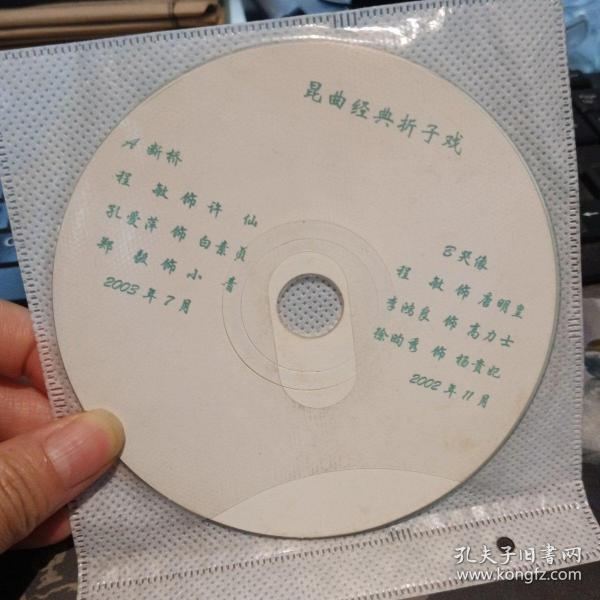 昆曲经典折子戏
A 断桥
程 敏 饰 许 仙
孔爱萍 饰 白素贞
郑 毅 饰 小 青
2003年7月
B 哭像
程 敏 饰 唐明皇
李鸿良 饰 高力士
徐昀秀 饰 杨贵妃
2002年11月
孔夫子旧書网
www.kongfz.com